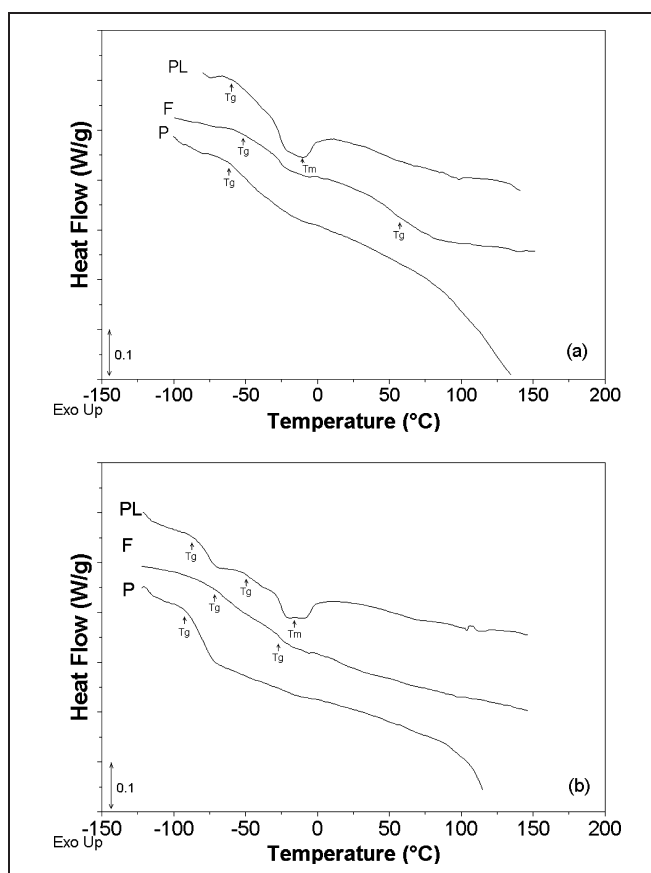 PL
Tg
F
Tg
Tm
P
Tg
Tg
Heat Flow (W/g)
0.1
(a)
-150 -100 -50 0 50 100 150 200
Exo Up
Temperature (°C)
PL
Tg
F
Tg
Tg
Tm
P
Tg
Tg
Heat Flow (W/g)
0.1
(b)
-150 -100 -50 0 50 100 150 200
Exo Up
Temperature (°C)